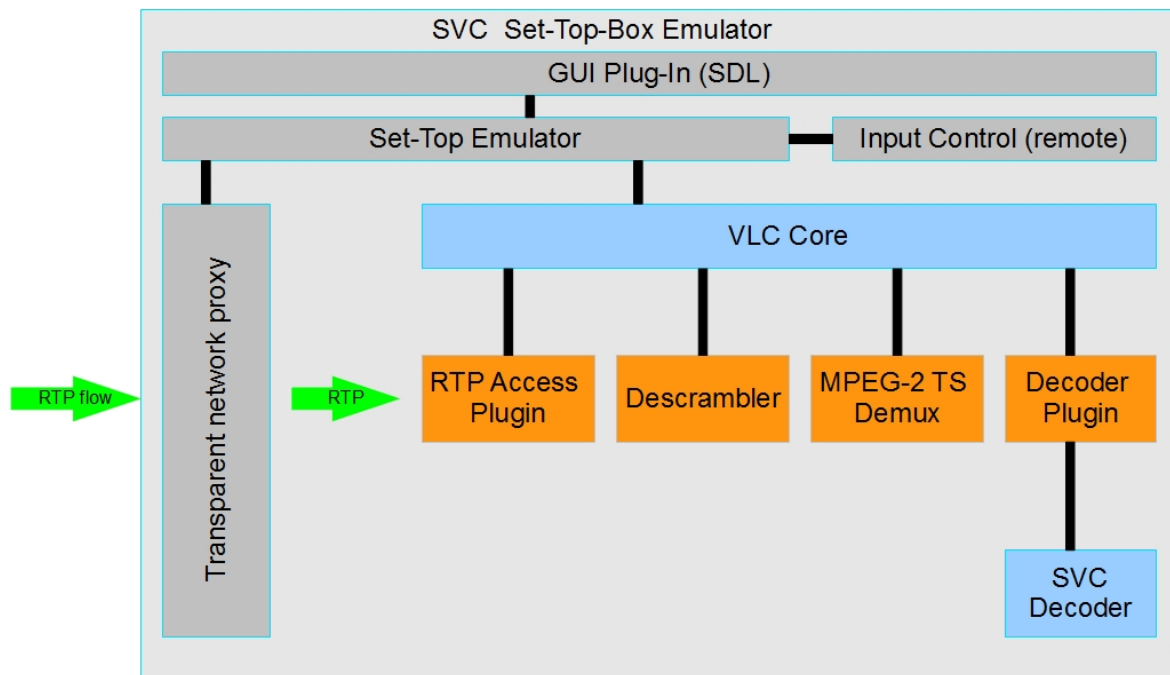 SVC Set-Top-Box Emulator
GUI Plug-In (SDL)
Set-Top Emulator
Input Control (remote)
Transparent network proxy
VLC Core
RTP flow
RTP
RTP Access
Plugin
Descrambler
MPEG-2 TS
Demux
Decoder
Plugin
SVC
Decoder